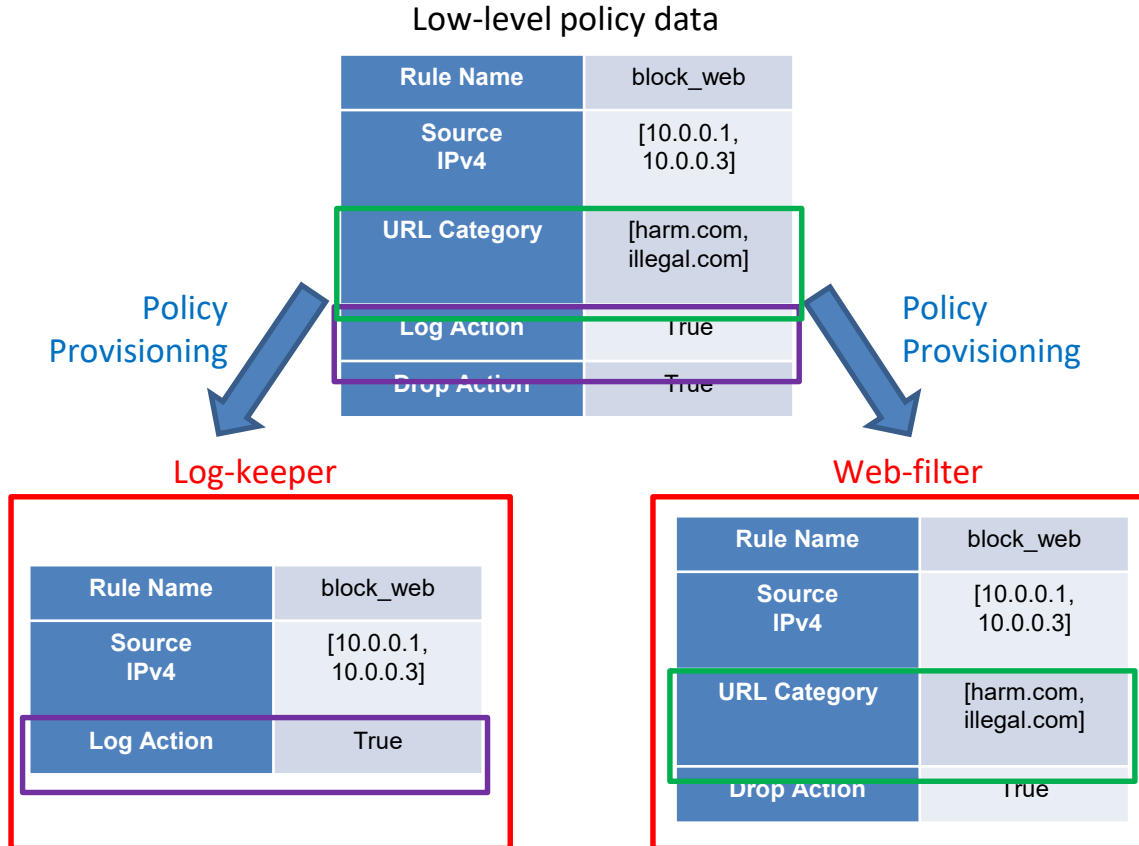 Low-level policy data
Rule Name
block_web
Source
IPv4
[10.0.0.1,
10.0.0.3]
URL Category
[harm.com,
illegal.com]
Log Action
True
Drop Action
True
Policy
Provisioning
Policy
Provisioning
Log-keeper
Rule Name
block_web
Source
IPv4
[10.0.0.1,
10.0.0.3]
Log Action
True
Web-filter
Rule Name
block_web
Source
IPv4
[10.0.0.1,
10.0.0.3]
URL Category
[harm.com,
illegal.com]
Drop Action
True